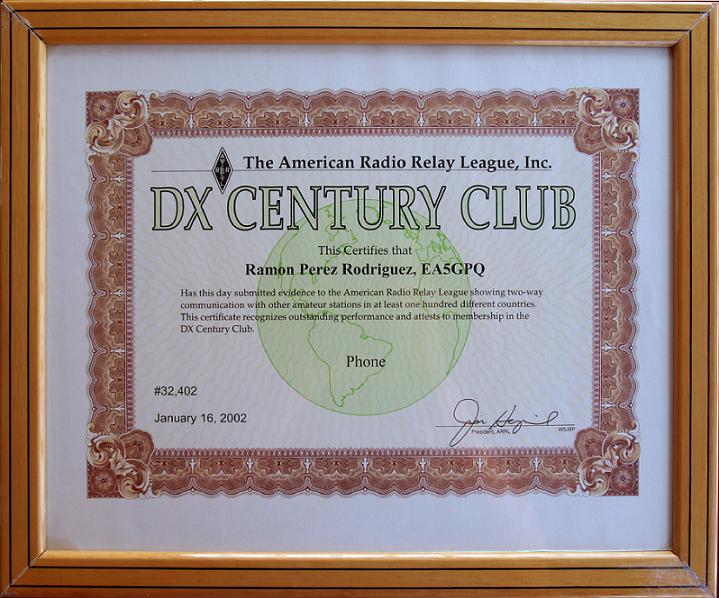 The American Radio Relay League, Inc.
DX CENTURY CLUB
This Certifies that
Ramon Perez Rodriguez, EA5GPQ
Has this day submitted evidence to the American Radio Relay League showing two-way
communication with other amateur stations in at least one hundred different countries.
This certificate recognizes outstanding performance and attests to membership in the
DX Century Club.
Phone
#32,402
January 16, 2002
President, ARRL W5JBP